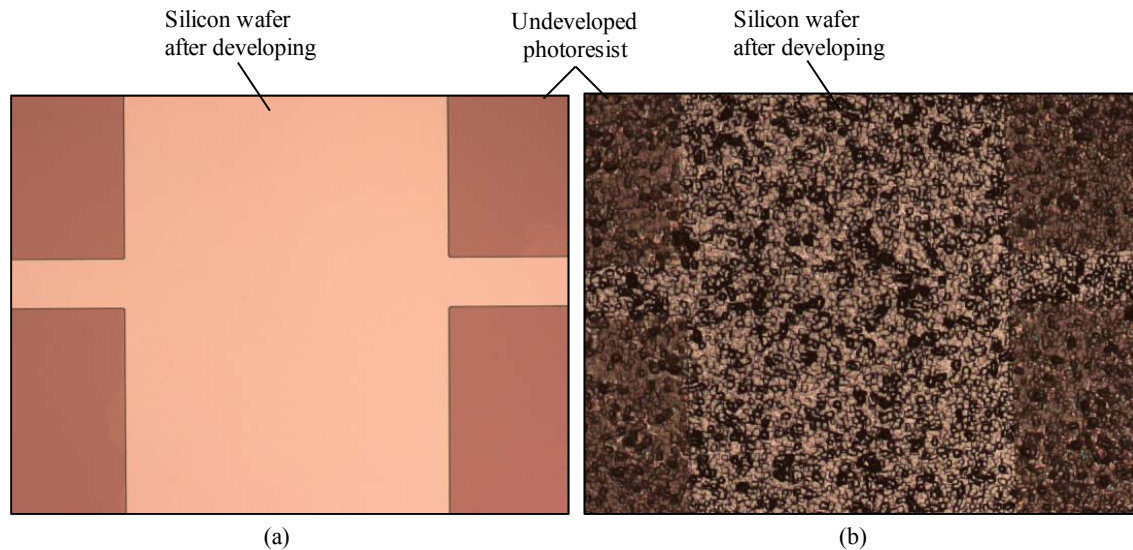 Silicon wafer
after developing
Undeveloped
photoresist
Silicon wafer
after developing
(a)
(b)